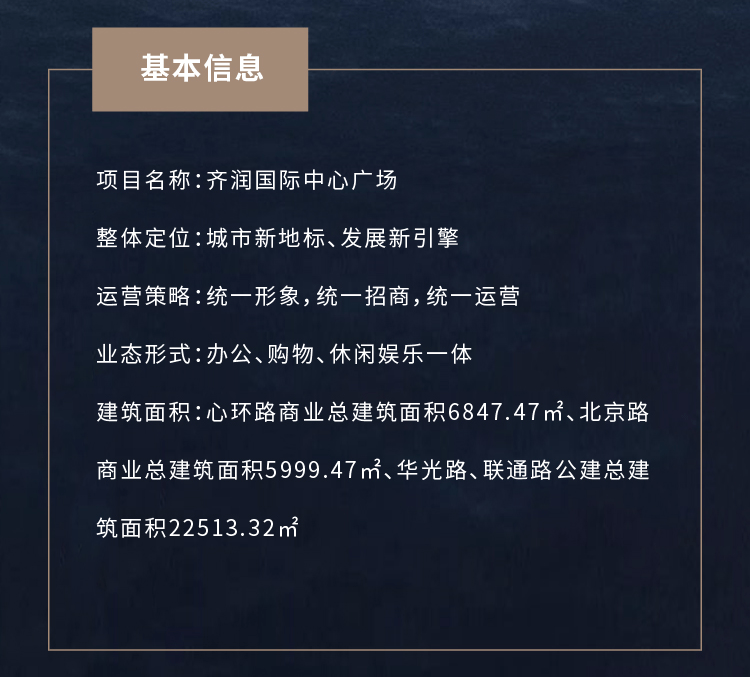 基本信息
项目名称：齐润国际中心广场
整体定位：城市新地标、发展新引擎
运营策略：统一形象，统一招商，统一运营
业态形式：办公、购物、休闲娱乐一体
建筑面积：心环路商业总建筑面积6847.47㎡、北京路
商业总建筑面积5999.47㎡、华光路、联通路公建总建
筑面积22513.32㎡